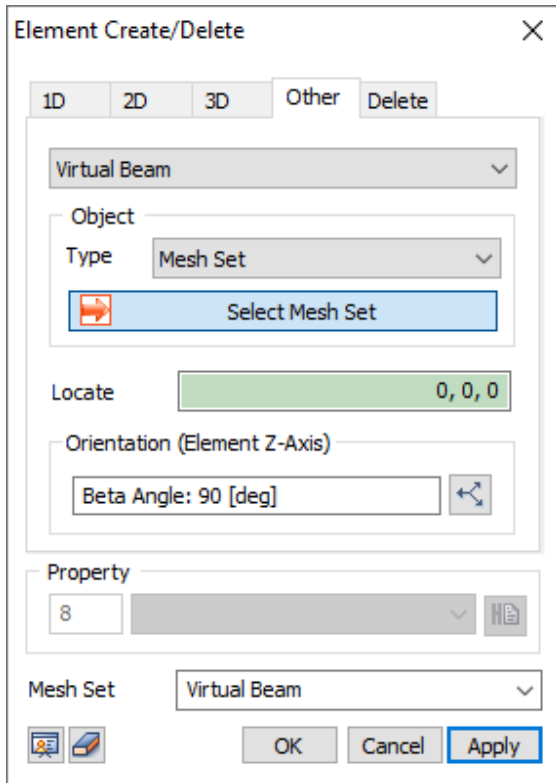 Element Create/Delete
1D 2D 3D Other Delete
Virtual Beam
Object
Type Mesh Set
Select Mesh Set
Locate 0, 0, 0
Orientation (Element Z-Axis)
Beta Angle: 90 [deg]
Property
8
Mesh Set Virtual Beam
OK Cancel Apply